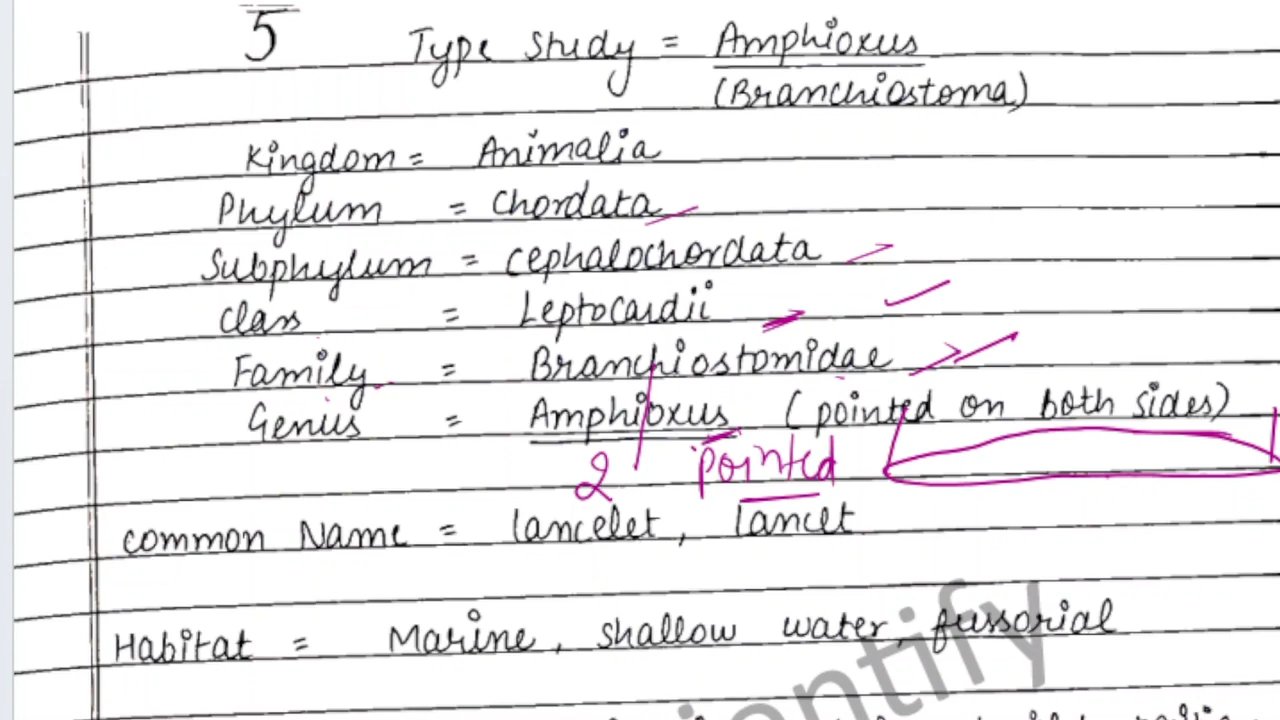 5 Type study = Amphioxus
(Branchiostoma)
Kingdom = Animalia
Phylum = Chordata
Subphylum = Cephalochordata
Class = Leptocardii
Family = Branchiostomidae
Genius = Amphioxus (pointed on both sides)
2 pointed
Common Name = lancelet, lancet
Habitat = Marine, shallow water, fussorial